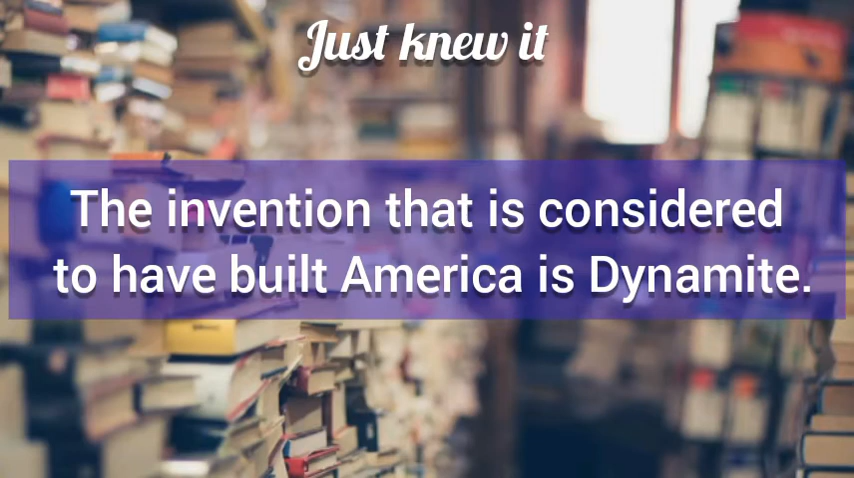 Just knew it
The invention that is considered
to have built America is Dynamite.